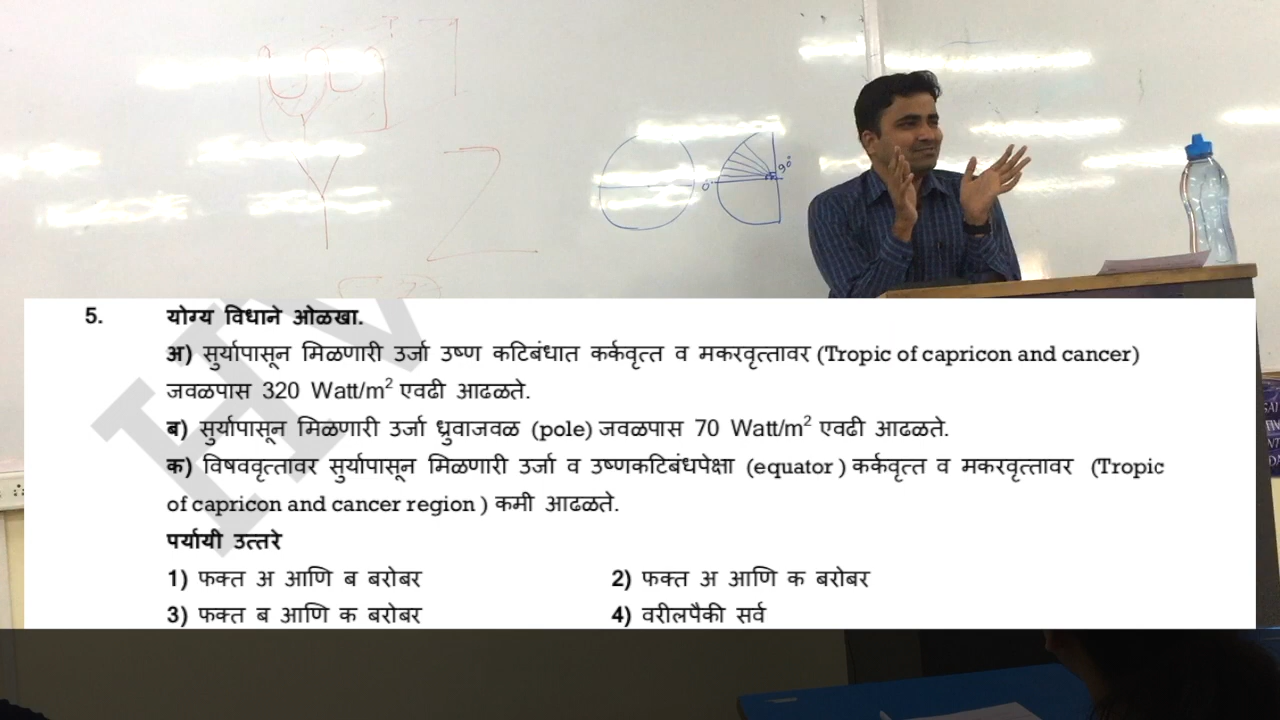 Y
Z
0°
90°
5. योग्य विधाने ओळखा.
अ) सुर्यापासून मिळणारी उर्जा उष्ण कटिबंधात कर्कवृत्त व मकरवृत्तावर (Tropic of capricon and cancer)
जवळपास 320 Watt/m² एवढी आढळते.
ब) सुर्यापासून मिळणारी उर्जा ध्रुवाजवळ (pole) जवळपास 70 Watt/m² एवढी आढळते.
क) विषववृत्तावर सुर्यापासून मिळणारी उर्जा व उष्णकटिबंधपेक्षा (equator ) कर्कवृत्त व मकरवृत्तावर (Tropic
of capricon and cancer region ) कमी आढळते.
पर्यायी उत्तरे
1) फक्त अ आणि ब बरोबर 2) फक्त अ आणि क बरोबर
3) फक्त ब आणि क बरोबर 4) वरीलपैकी सर्व